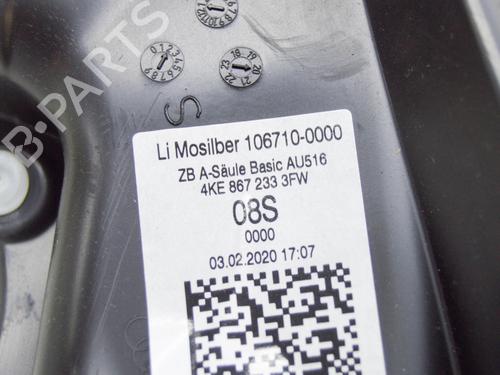 Li Mosilber 106710-0000
ZB A-Säule Basic AU516
4KE 867 233 3FW
08S
0000
03.02.2020 17:07
S
B-PARTS